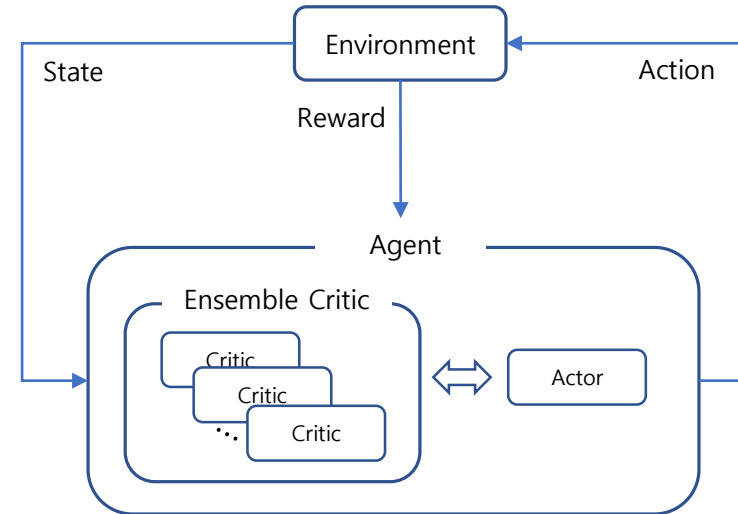 Environment
State
Action
Reward
Agent
Ensemble Critic
Critic
Critic
Critic
...
Actor